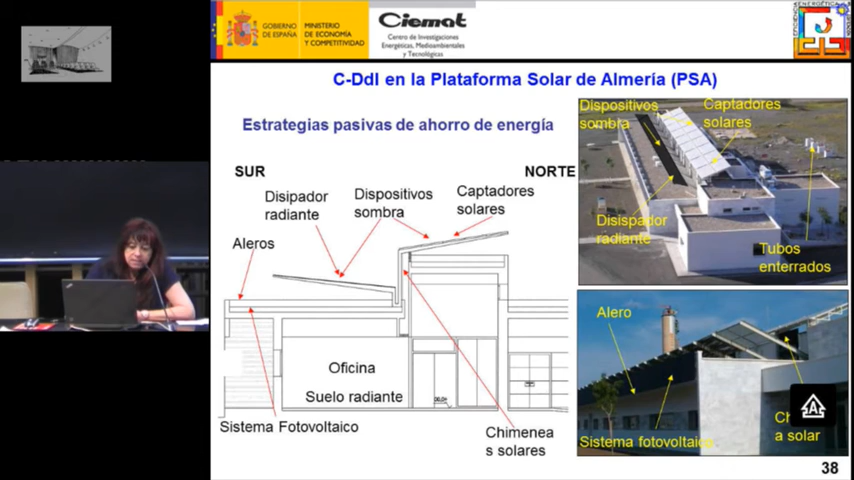 GOBIERNO
DE ESPAÑA
MINISTERIO
DE ECONOMÍA
Y COMPETITIVIDAD
Ciemat
Centro de Investigaciones
Energéticas, Medioambientales
y Tecnológicas
C-DdI en la Plataforma Solar de Almería (PSA)
Estrategias pasivas de ahorro de energía
SUR
NORTE
Disipador
radiante
Dispositivos
sombra
Captadores
solares
Aleros
Oficina
Suelo radiante
Sistema Fotovoltaico
Chimenea
s solares
Dispositivos
sombra
Captadores
solares
Disispador
radiante
Tubos
enterrados
Alero
Sistema fotovoltaico
a solar
38